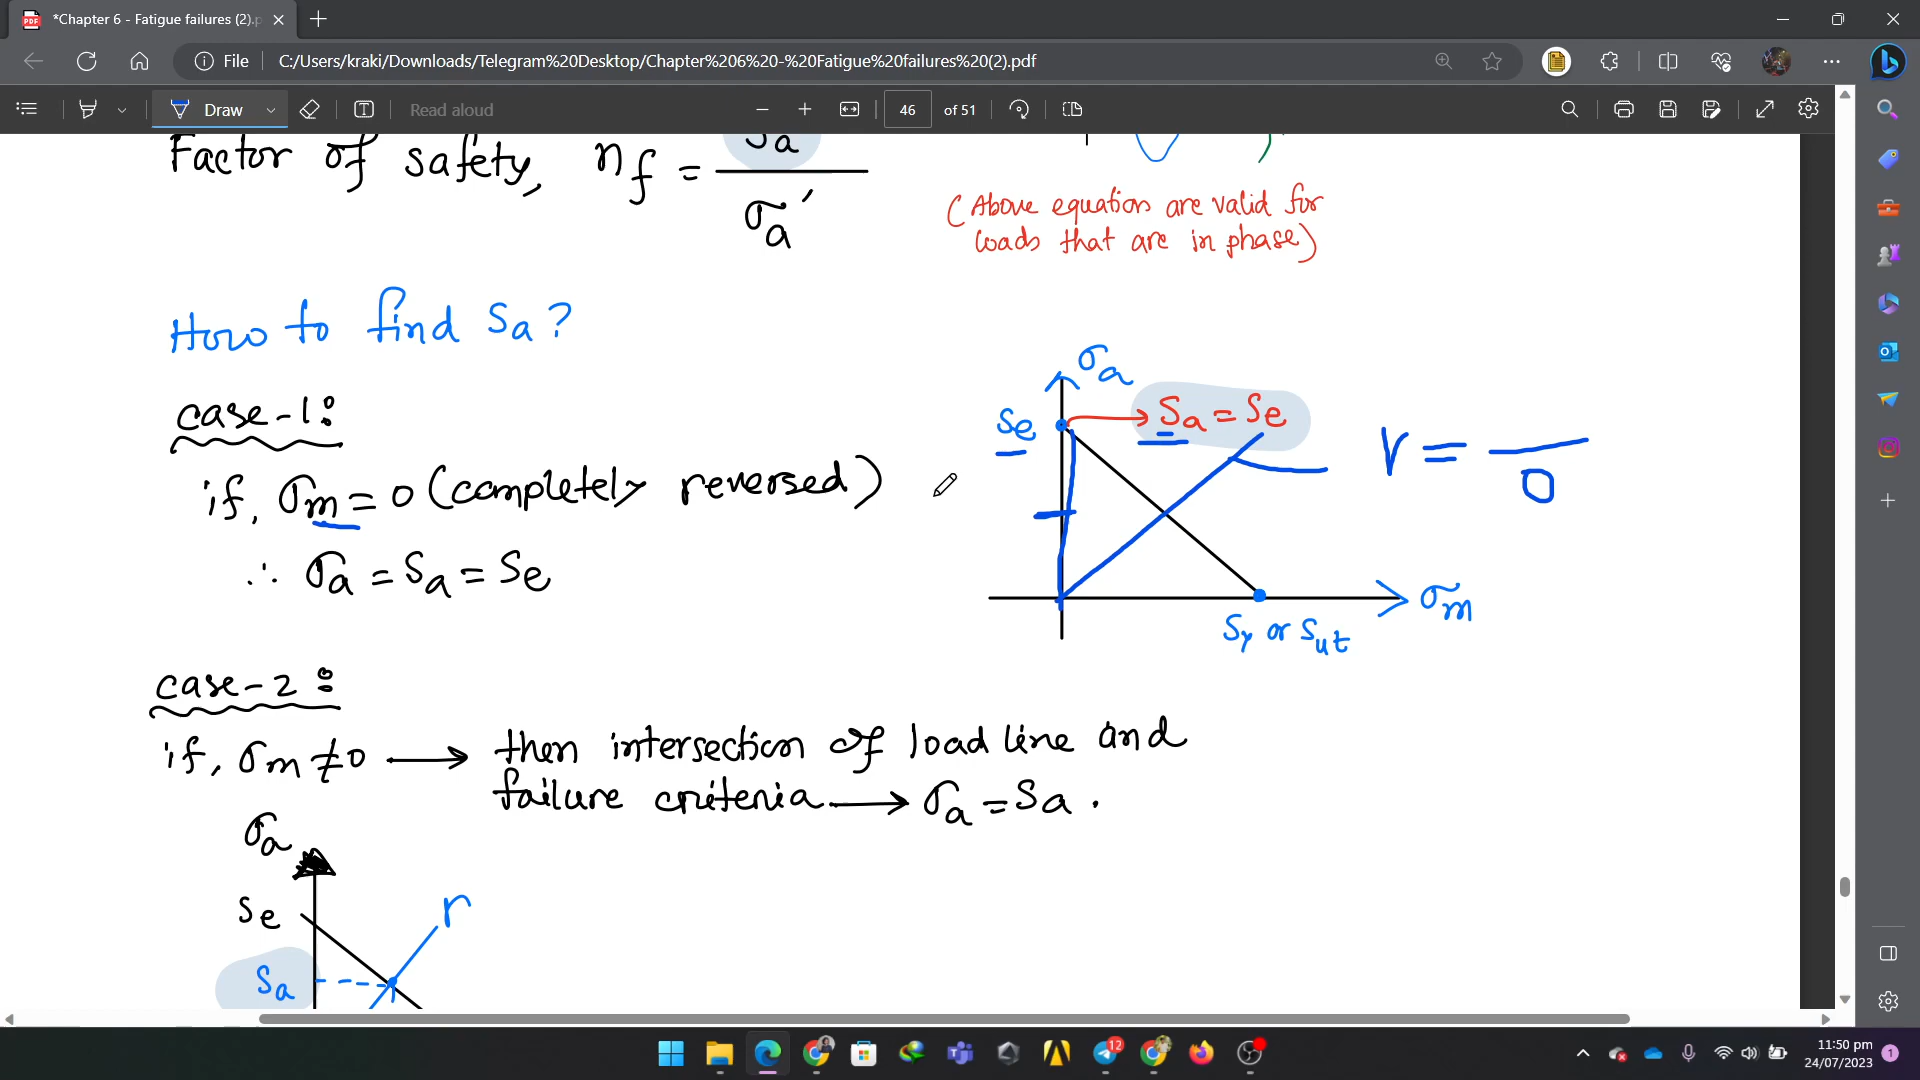 *Chapter 6 - Fatigue failures (2).p
File
C:/Users/kraki/Downloads/Telegram%20Desktop/Chapter%206%20-%20Fatigue%20failures%20(2).pdf
Draw
Read aloud
46 of 51
Factor of safety, nf = Sa / σa'
(Above equation are valid for
loads that are in phase)
How to find Sa?
case-1:
if, σm = 0 (completely reversed)
∴ σa = Sa = Se
σa
Se
Sa = Se
r = — / 0
σm
Sy or Sut
case-2:
if, σm ≠ 0 → then intersection of load line and
failure criteria → σa = Sa.
σa
Se
r
Sa
12
11:50 pm
24/07/2023
1